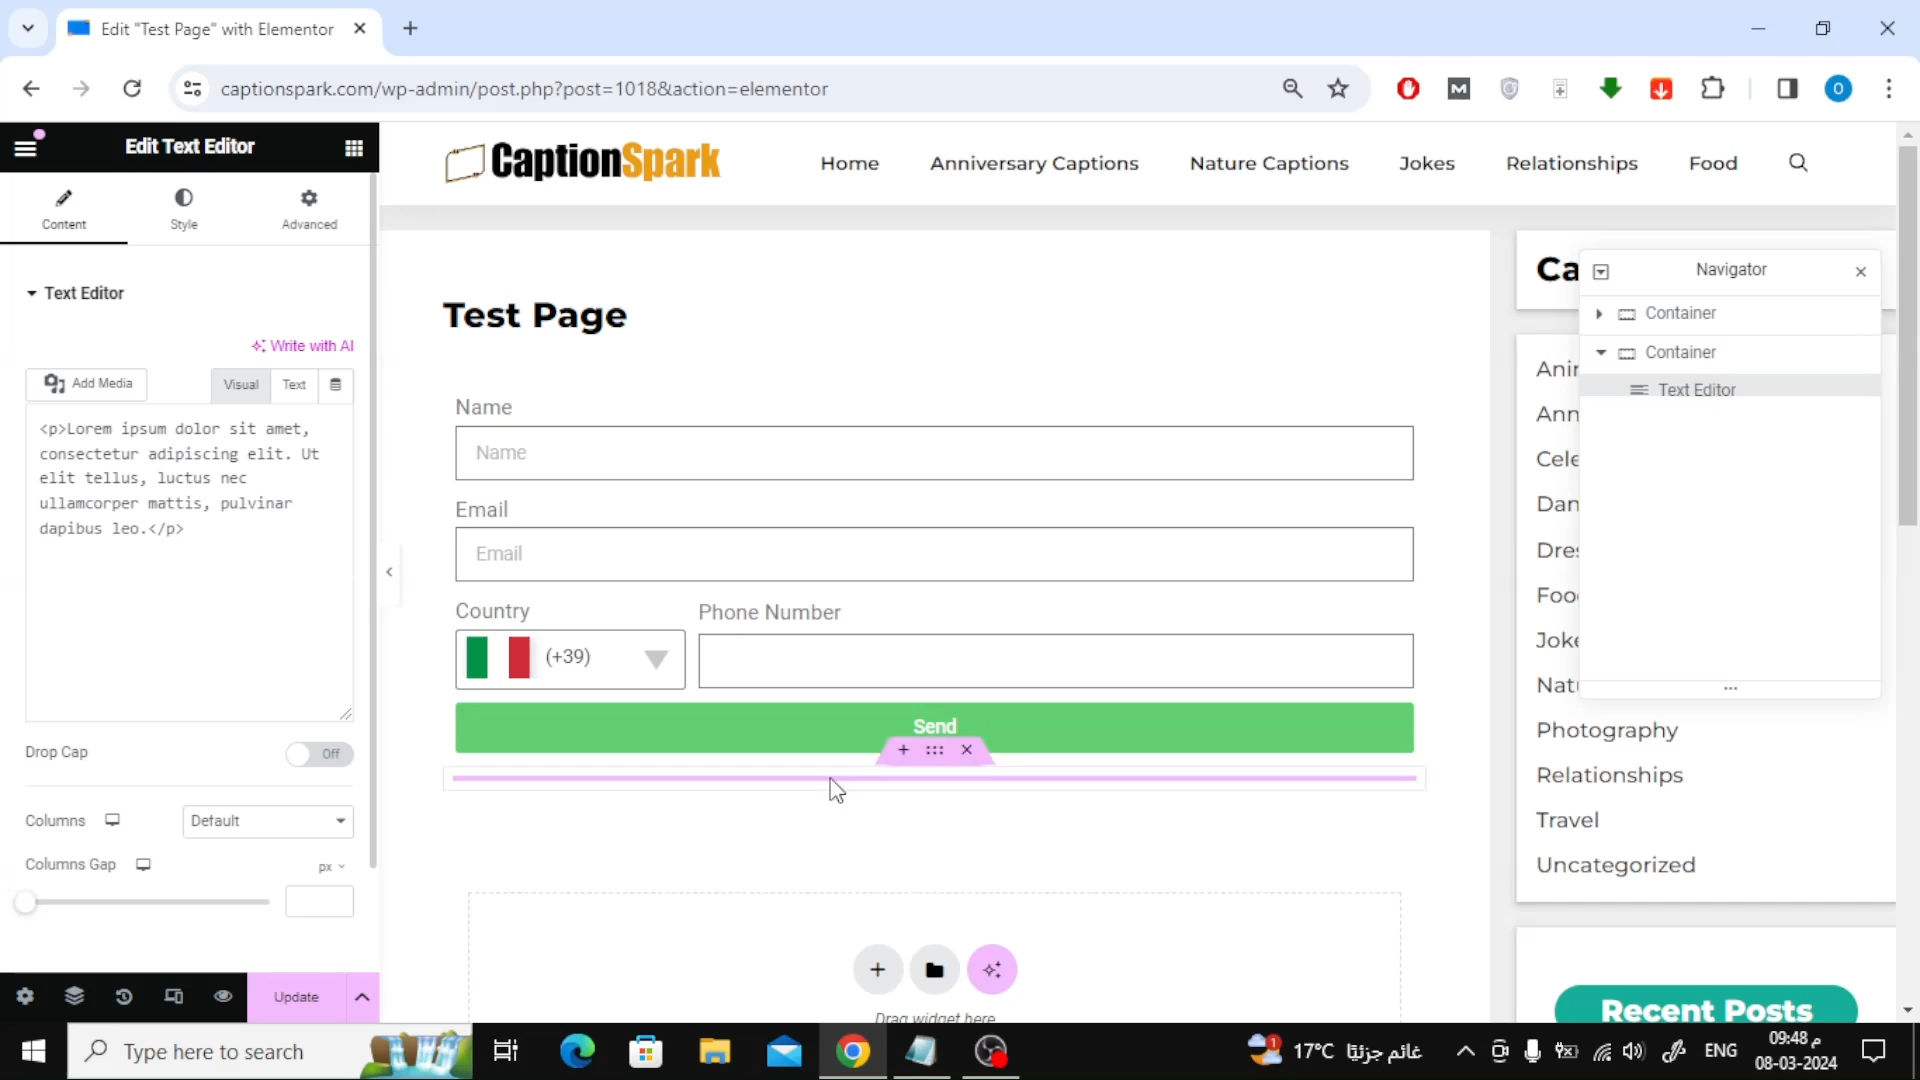 Edit "Test Page" with Elementor
captionspark.com/wp-admin/post.php?post=1018&action=elementor
M
O
Edit Text Editor
Content
Style
Advanced
Text Editor
Write with AI
Add Media
Visual
Text
<p>Lorem ipsum dolor sit amet,
consectetur adipiscing elit. Ut
elit tellus, luctus nec
ullamcorper mattis, pulvinar
dapibus leo.</p>
Drop Cap
Off
Columns
Default
Columns Gap
px
Update
CaptionSpark
Home
Anniversary Captions
Nature Captions
Jokes
Relationships
Food
Test Page
Name
Name
Email
Email
Country
Phone Number
(+39)
Send
Drag widget here
Navigator
Container
Container
Text Editor
Photography
Relationships
Travel
Uncategorized
Recent Posts
Type here to search
1
17°C
غائم جزئيًا
ENG
09:48 م
08-03-2024